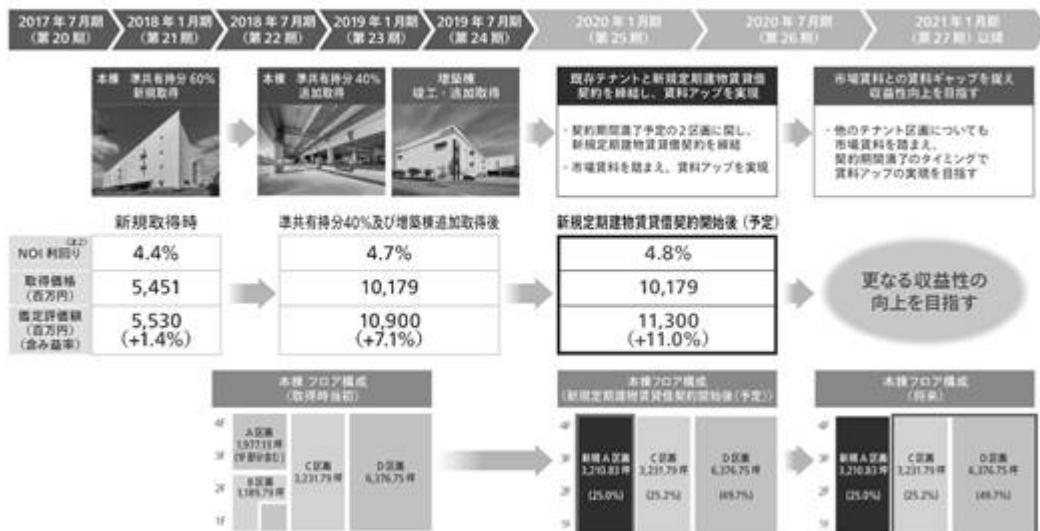 2017年7月期
(第20期)
2018年1月期
(第21期)
2018年7月期
(第22期)
2019年1月期
(第23期)
2019年7月期
(第24期)
2020年1月期
(第25期)
2020年7月期
(第26期)
2021年1月期
(第27期)以降
本棟 準共有持分60%
新規取得
本棟 準共有持分40%
追加取得
増築棟
竣工・追加取得
既存テナントと新規定期建物賃貸借
契約を締結し、賃料アップを実現
・契約期間満了予定の2区画に関し、
新規定期建物賃貸借契約を締結
・市場賃料を踏まえ、賃料アップを実現
市場賃料との賃料ギャップを捉え
収益性向上を目指す
・他のテナント区画についても
市場賃料を踏まえ、
契約期間満了のタイミングで
賃料アップの実現を目指す
新規取得時
準共有持分40%及び増築棟追加取得後
新規定期建物賃貸借契約開始後(予定)
NOI利回り
4.4%
4.7%
4.8%
取得価格
(百万円)
5,451
10,179
10,179
鑑定評価額
(百万円)
(含み益率)
5,530
(+1.4%)
10,900
(+7.1%)
11,300
(+11.0%)
更なる収益性の
向上を目指す
本棟 フロア構成
(取得時当初)
4F
3F
2F
1F
A区画
1,977.13坪
B区画
1,189.79坪
C区画
3,231.79坪
D区画
6,376.75坪
本棟フロア構成
(新規定期建物賃貸借契約開始後(予定))
4F
3F
2F
1F
新規A区画
3,210.83坪
(25.0%)
C区画
3,231.79坪
(25.2%)
D区画
6,376.75坪
(49.7%)
本棟フロア構成
(将来)
4F
3F
2F
1F
新規A区画
3,210.83坪
(25.0%)
C区画
3,231.79坪
(25.2%)
D区画
6,376.75坪
(49.7%)